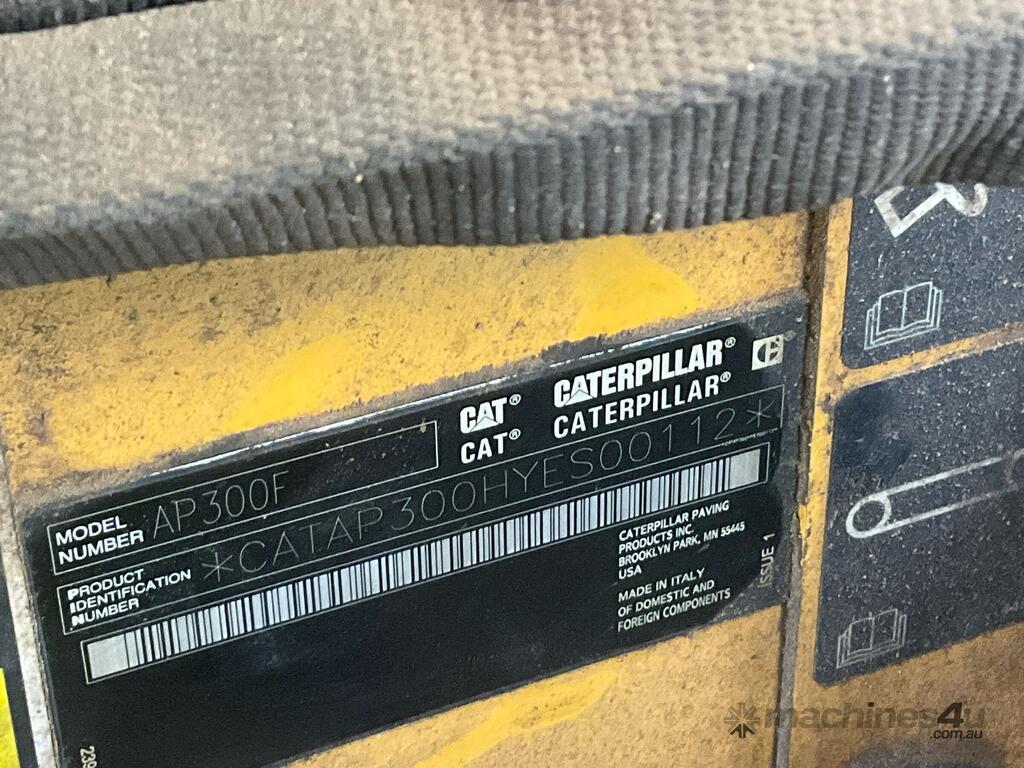 CAT® CATERPILLAR®
CAT® CATERPILLAR®
MODEL NUMBER AP300F
PRODUCT IDENTIFICATION NUMBER *CATAP300HYES00112*
CATERPILLAR PAVING
PRODUCTS INC.
BROOKLYN PARK, MN 55445
USA
MADE IN ITALY
OF DOMESTIC AND
FOREIGN COMPONENTS
ISSUE 1
machines4u
.com.au